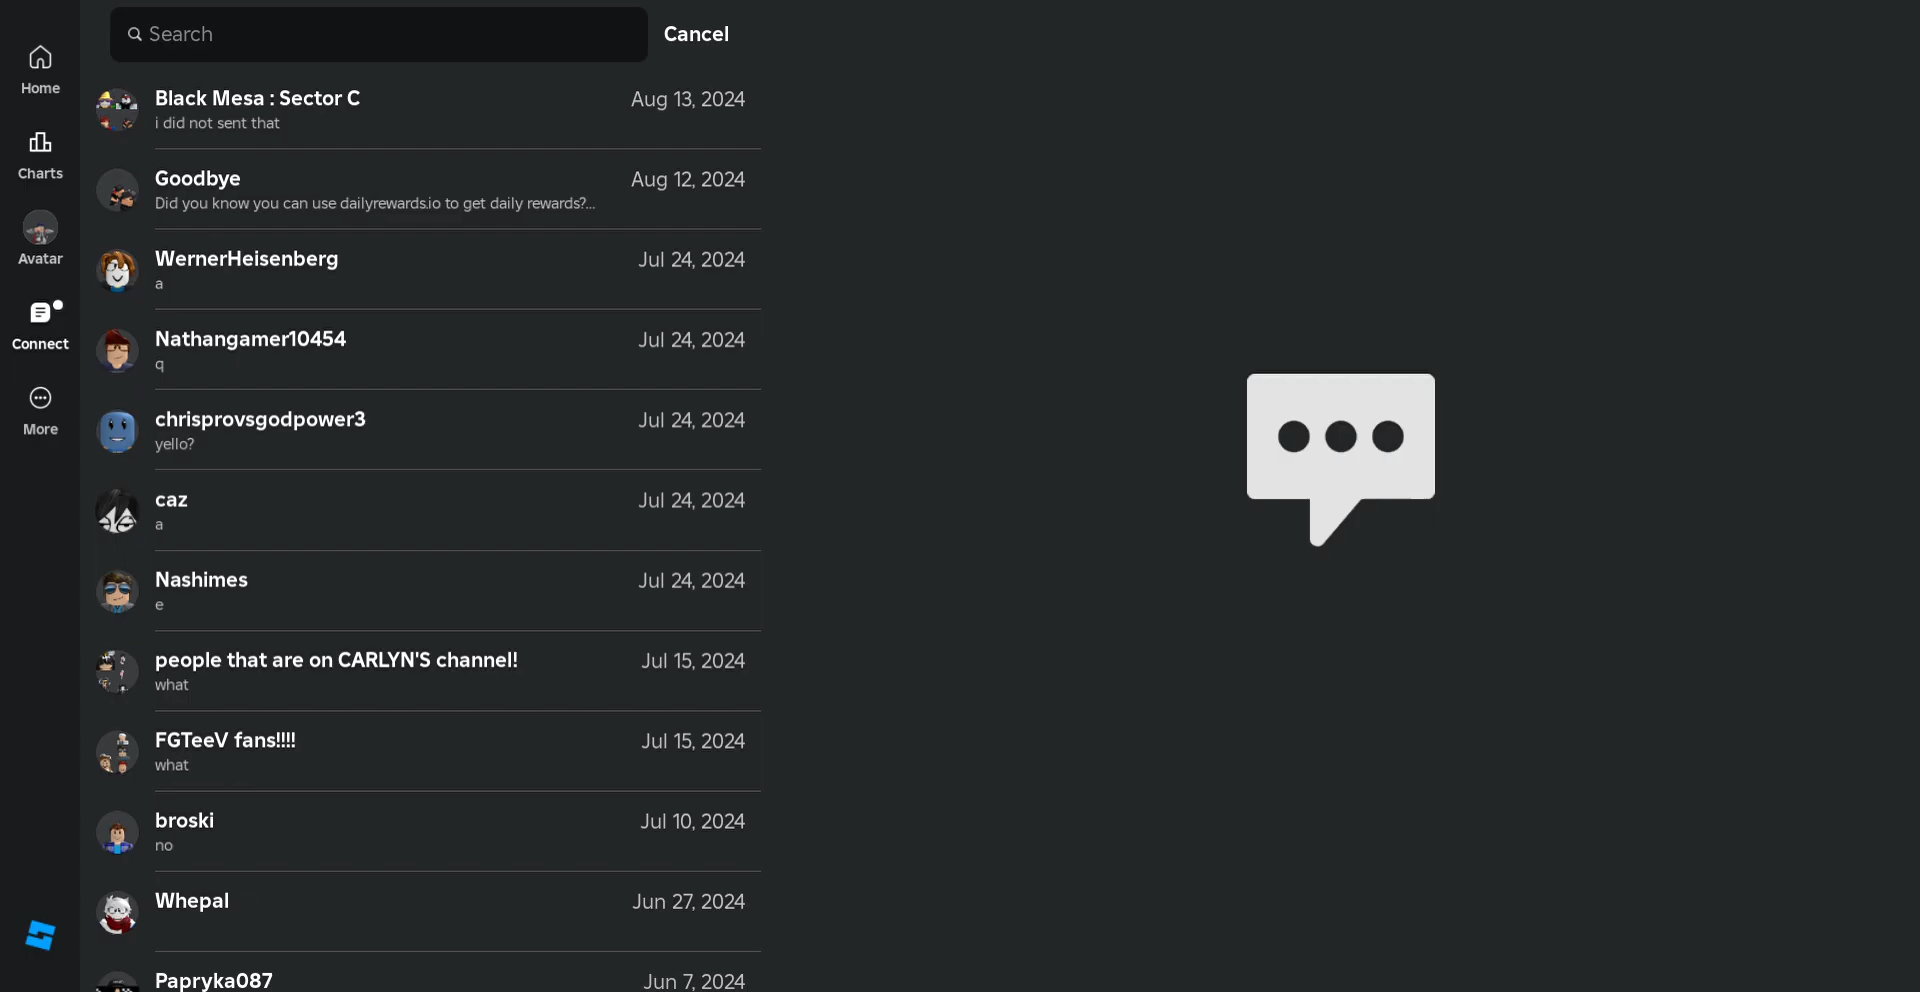 Search
Cancel
Home
Charts
Avatar
Connect
More
Black Mesa : Sector C
Aug 13, 2024
i did not sent that
Goodbye
Aug 12, 2024
Did you know you can use dailyrewards.io to get daily rewards?...
WernerHeisenberg
Jul 24, 2024
a
Nathangamer10454
Jul 24, 2024
q
chrisprovsgodpower3
Jul 24, 2024
yello?
caz
Jul 24, 2024
a
Nashimes
Jul 24, 2024
e
people that are on CARLYN'S channel!
Jul 15, 2024
what
FGTeeV fans!!!!
Jul 15, 2024
what
broski
Jul 10, 2024
no
Whepal
Jun 27, 2024
Papryka087
Jun 7, 2024